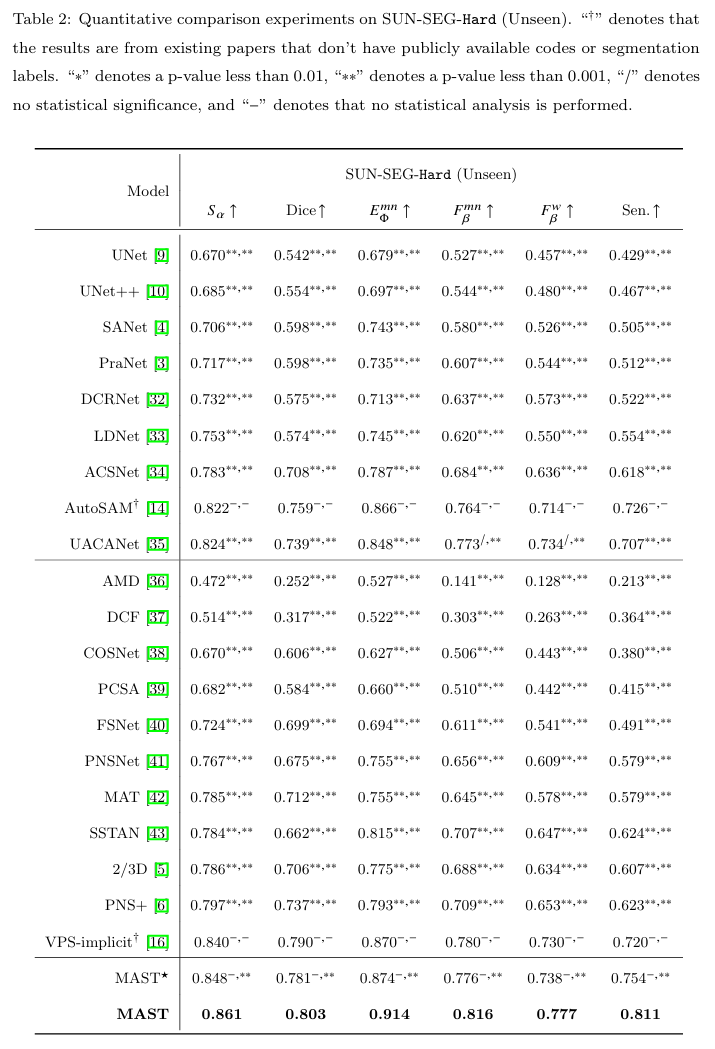 Table 2: Quantitative comparison experiments on SUN-SEG-Hard (Unseen). “†” denotes that
the results are from existing papers that don’t have publicly available codes or segmentation
labels. “∗” denotes a p-value less than 0.01, “∗∗” denotes a p-value less than 0.001, “/” denotes
no statistical significance, and “−” denotes that no statistical analysis is performed.
SUN-SEG-Hard (Unseen)
Model
Sα ↑ Dice ↑ EΦ^mn ↑ Fβ^mn ↑ Fβ^w ↑ Sen. ↑
UNet [9] 0.670**,** 0.542**,** 0.679**,** 0.527**,** 0.457**,** 0.429**,**
UNet++ [10] 0.685**,** 0.554**,** 0.697**,** 0.544**,** 0.480**,** 0.467**,**
SANet [4] 0.706**,** 0.598**,** 0.743**,** 0.580**,** 0.526**,** 0.505**,**
PraNet [3] 0.717**,** 0.598**,** 0.735**,** 0.607**,** 0.544**,** 0.512**,**
DCRNet [32] 0.732**,** 0.575**,** 0.713**,** 0.637**,** 0.573**,** 0.522**,**
LDNet [33] 0.753**,** 0.574**,** 0.745**,** 0.620**,** 0.550**,** 0.554**,**
ACSNet [34] 0.783**,** 0.708**,** 0.787**,** 0.684**,** 0.636**,** 0.618**,**
AutoSAM† [14] 0.822−,− 0.759−,− 0.866−,− 0.764−,− 0.714−,− 0.726−,−
UACANet [35] 0.824**,** 0.739**,** 0.848**,** 0.773/,** 0.734/,** 0.707**,**
AMD [36] 0.472**,** 0.252**,** 0.527**,** 0.141**,** 0.128**,** 0.213**,**
DCF [37] 0.514**,** 0.317**,** 0.522**,** 0.303**,** 0.263**,** 0.364**,**
COSNet [38] 0.670**,** 0.606**,** 0.627**,** 0.506**,** 0.443**,** 0.380**,**
PCSA [39] 0.682**,** 0.584**,** 0.660**,** 0.510**,** 0.442**,** 0.415**,**
FSNet [40] 0.724**,** 0.699**,** 0.694**,** 0.611**,** 0.541**,** 0.491**,**
PNSNet [41] 0.767**,** 0.675**,** 0.755**,** 0.656**,** 0.609**,** 0.579**,**
MAT [42] 0.785**,** 0.712**,** 0.755**,** 0.645**,** 0.578**,** 0.579**,**
SSTAN [43] 0.784**,** 0.662**,** 0.815**,** 0.707**,** 0.647**,** 0.624**,**
2/3D [5] 0.786**,** 0.706**,** 0.775**,** 0.688**,** 0.634**,** 0.607**,**
PNS+ [6] 0.797**,** 0.737**,** 0.793**,** 0.709**,** 0.653**,** 0.623**,**
VPS-implicit† [16] 0.840−,− 0.790−,− 0.870−,− 0.780−,− 0.730−,− 0.720−,−
MAST★ 0.848−,** 0.781−,** 0.874−,** 0.776−,** 0.738−,** 0.754−,**
MAST 0.861 0.803 0.914 0.816 0.777 0.811